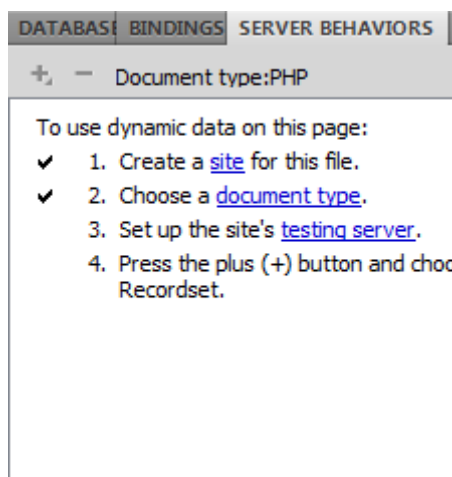 DATABASE BINDINGS SERVER BEHAVIORS
Document type:PHP
To use dynamic data on this page:
1. Create a site for this file.
2. Choose a document type.
3. Set up the site's testing server.
4. Press the plus (+) button and choo
Recordset.